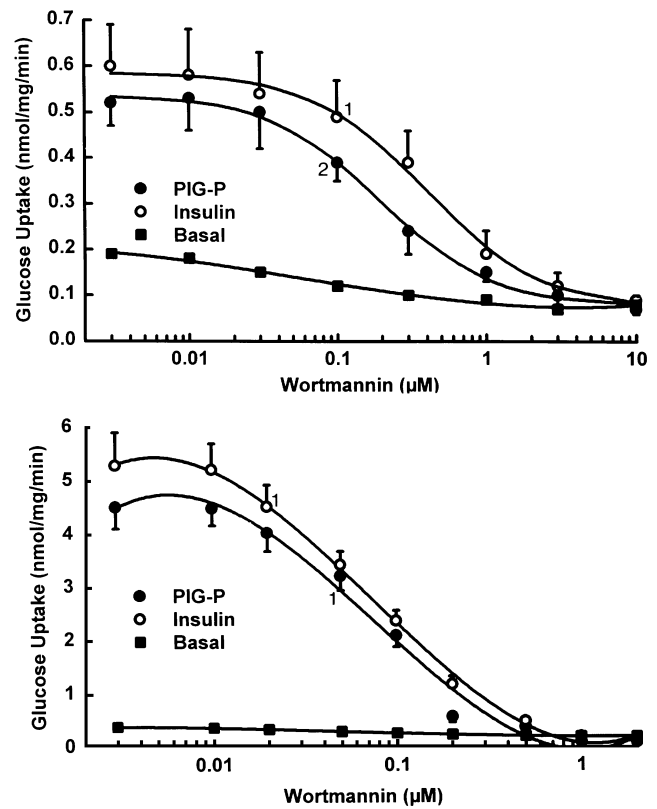 Glucose Uptake (nmol/mg/min)
0.7
0.6
0.5
0.4
0.3
0.2
0.1
0.0
1
2
PIG-P
Insulin
Basal
0.01
0.1
1
10
Wortmannin (μM)
Glucose Uptake (nmol/mg/min)
6
5
4
3
2
1
0
1
1
PIG-P
Insulin
Basal
0.01
0.1
1
Wortmannin (μM)